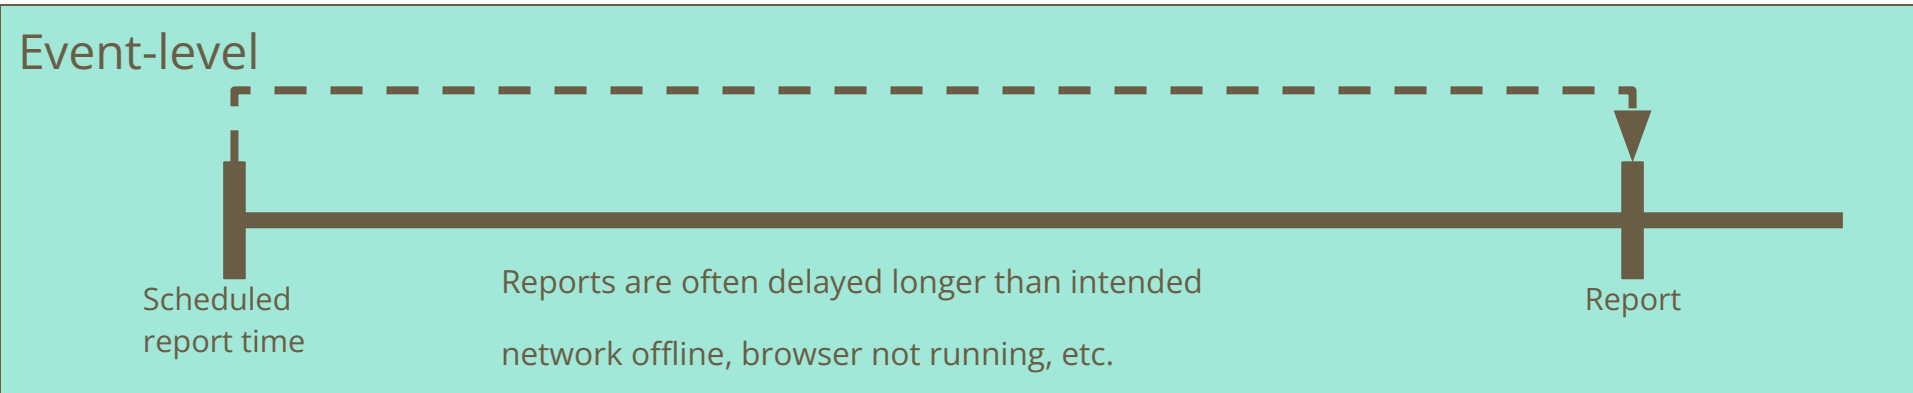 Event-level
Scheduled
report time
Reports are often delayed longer than intended
network offline, browser not running, etc.
Report